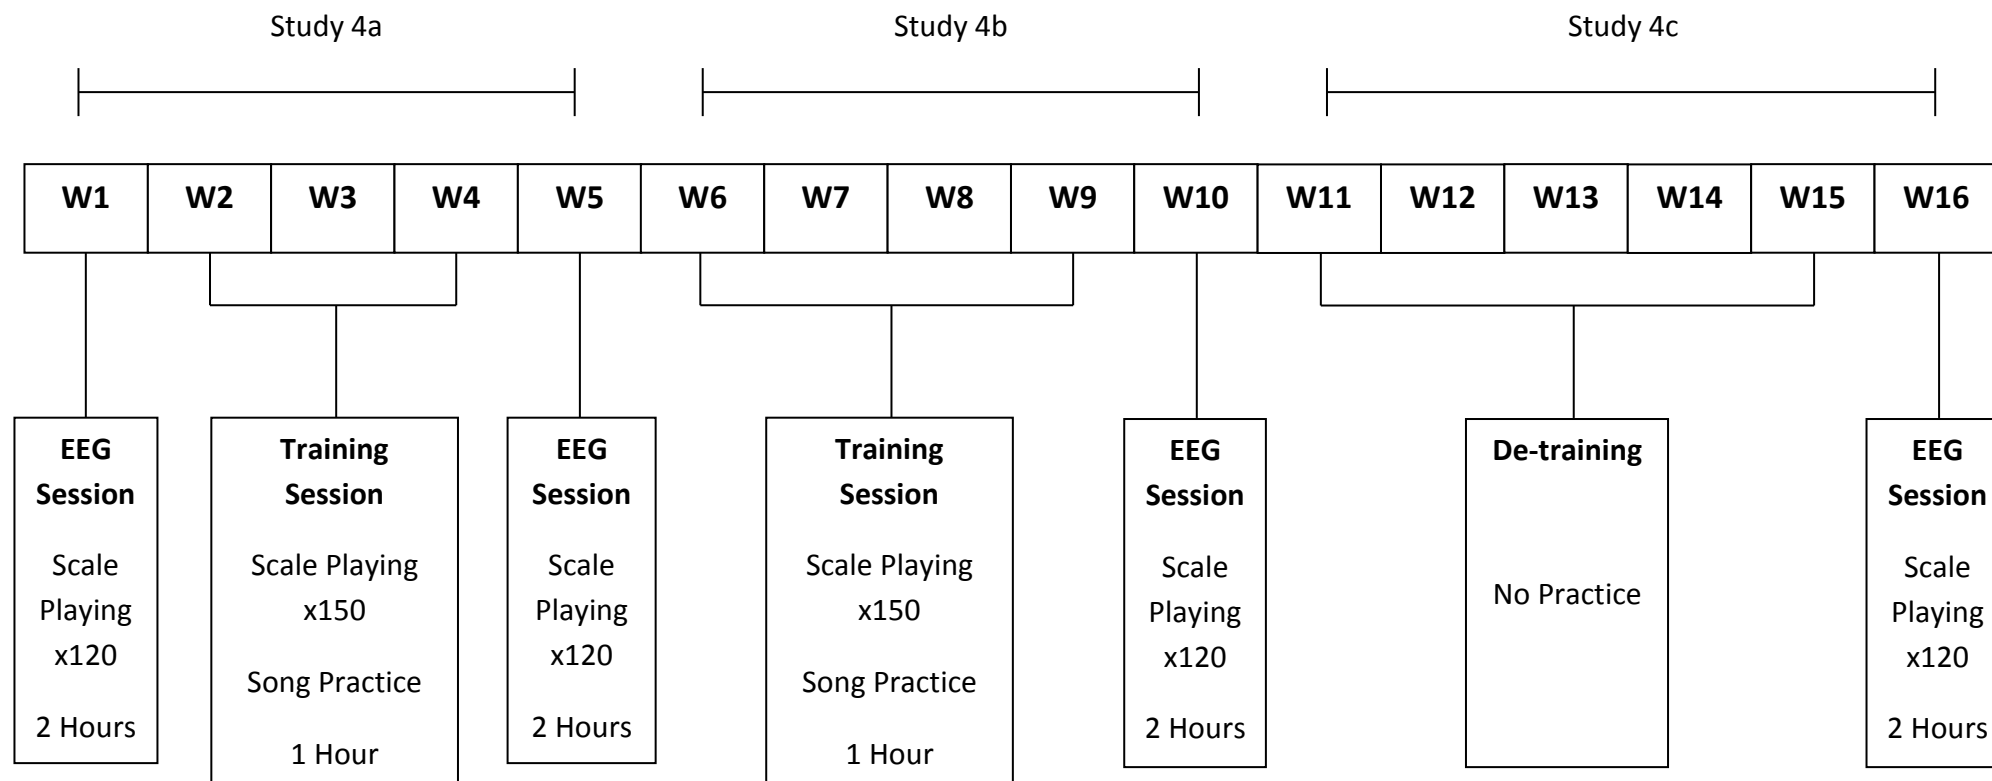 Study 4a
Study 4b
Study 4c
W1 W2 W3 W4 W5 W6 W7 W8 W9 W10 W11 W12 W13 W14 W15 W16
EEG
Session
Scale
Playing
x120
2 Hours
Training
Session
Scale Playing
x150
Song Practice
1 Hour
EEG
Session
Scale
Playing
x120
2 Hours
Training
Session
Scale Playing
x150
Song Practice
1 Hour
EEG
Session
Scale
Playing
x120
2 Hours
De-training
No Practice
EEG
Session
Scale
Playing
x120
2 Hours